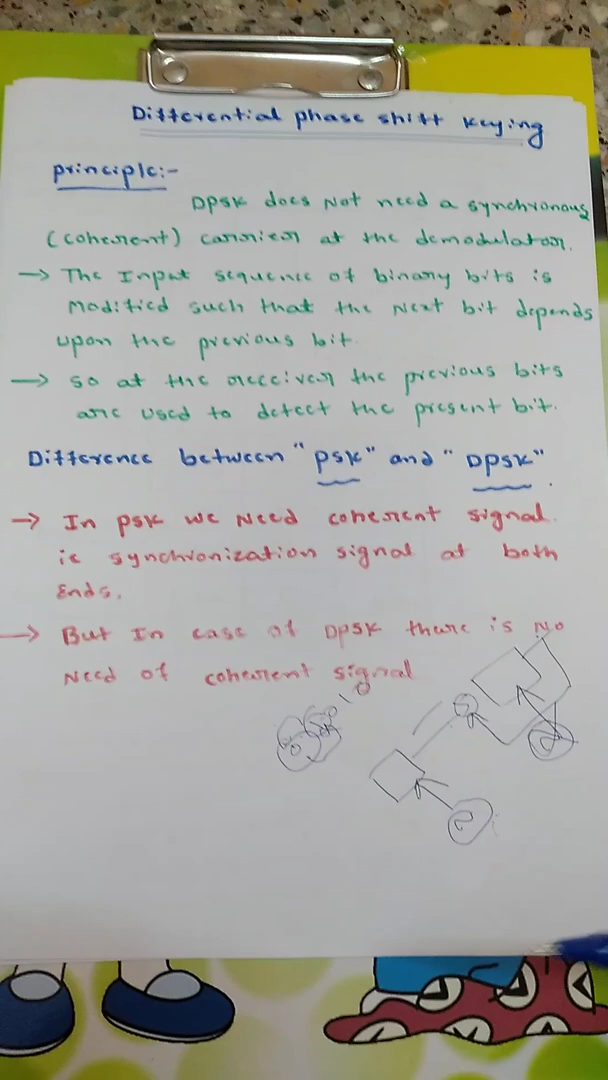 Differential phase shift keying
principle:-
DPSK does Not need a synchronous
(coherent) carrier at the demodulator.
→ The Input sequence of binary bits is
Modified such that the Next bit depends
upon the previous bit.
→ so at the receiver the previous bits
are used to detect the present bit.
Difference between "PSK" and "DPSK".
→ In PSK we Need coherent signal.
ie synchronization signal at both
Ends.
→ But In case of DPSK there is No
Need of coherent signal